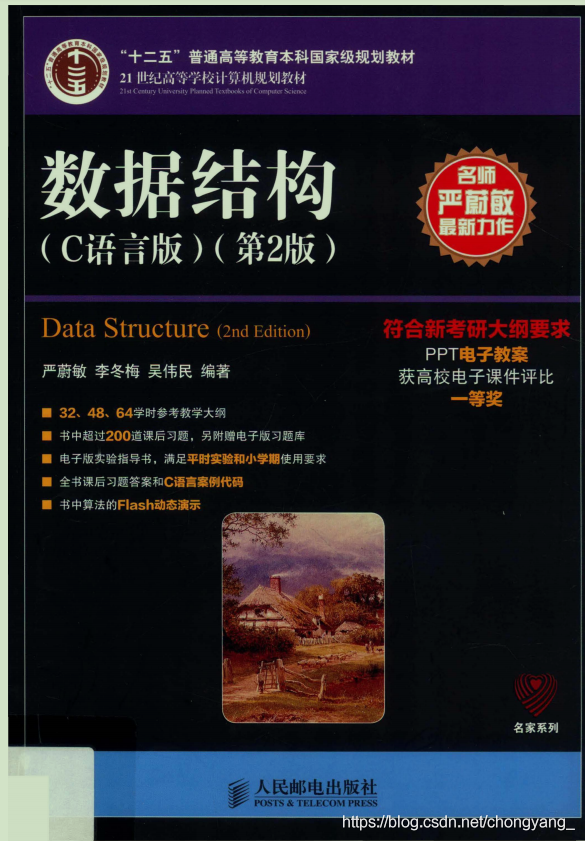 "十二五"普通高等教育本科国家级规划教材
21世纪高等学校计算机规划教材
21st Century University Planned Textbooks of Computer Science
数据结构
（C语言版）（第2版）
名师
严蔚敏
最新力作
Data Structure (2nd Edition)
严蔚敏 李冬梅 吴伟民 编著
符合新考研大纲要求
PPT电子教案
获高校电子课件评比
一等奖
32、48、64学时参考教学大纲
书中超过200道课后习题，另附赠电子版习题库
电子版实验指导书，满足平时实验和小学期使用要求
全书课后习题答案和C语言案例代码
书中算法的Flash动态演示
名家系列
人民邮电出版社
POSTS & TELECOM PRESS
https://blog.csdn.net/chongyang_